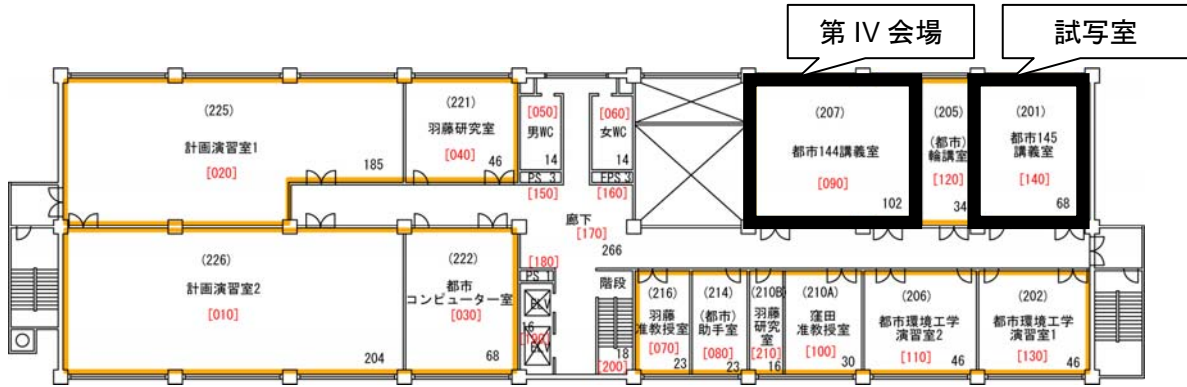 第 IV 会場
試写室
(225)
計画演習室1
[020]
185
(221)
羽藤研究室
[040]
46
[050]
男WC
14
PS 3
[150]
[060]
女WC
14
FPS 3
[160]
(207)
都市144講義室
[090]
102
(205)
(都市)
輪講室
[120]
34
(201)
都市145
講義室
[140]
68
廊下
[170]
266
(226)
計画演習室2
[010]
204
(222)
都市
コンピューター室
[030]
68
[180]
PS 1
16
階段
18
[200]
(216)
羽藤
准教授室
[070]
23
(214)
(都市)
助手室
[080]
23
(210B)
羽藤
研究
室
[210]
16
(210A)
窪田
准教授室
[100]
30
(206)
都市環境工学
演習室2
[110]
46
(202)
都市環境工学
演習室1
[130]
46